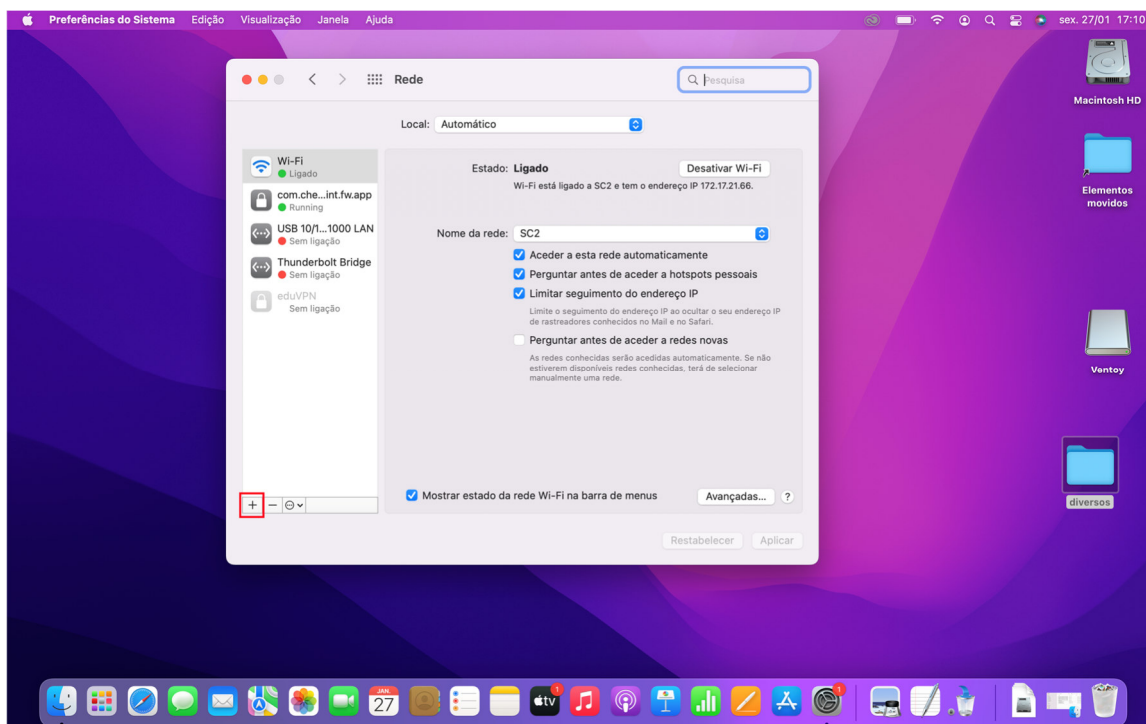 Preferências do Sistema Edição Visualização Janela Ajuda sex. 27/01 17:10
Rede
Pesquisa
Macintosh HD
Local: Automático
Wi-Fi
Ligado
com.che...int.fw.app
Running
USB 10/1...1000 LAN
Sem ligação
Thunderbolt Bridge
Sem ligação
eduVPN
Sem ligação
Estado: Ligado
Desativar Wi-Fi
Wi-Fi está ligado a SC2 e tem o endereço IP 172.17.21.66.
Nome da rede: SC2
Aceder a esta rede automaticamente
Perguntar antes de aceder a hotspots pessoais
Limitar seguimento do endereço IP
Limite o seguimento do endereço IP ao ocultar o seu endereço IP
de rastreadores conhecidos no Mail e no Safari.
Perguntar antes de aceder a redes novas
As redes conhecidas serão acedidas automaticamente. Se não
estiverem disponíveis redes conhecidas, terá de selecionar
manualmente uma rede.
Mostrar estado da rede Wi-Fi na barra de menus
Avançadas... ?
Restabelecer Aplicar
Elementos
movidos
Ventoy
diversos
JAN.
27
tv
1
1